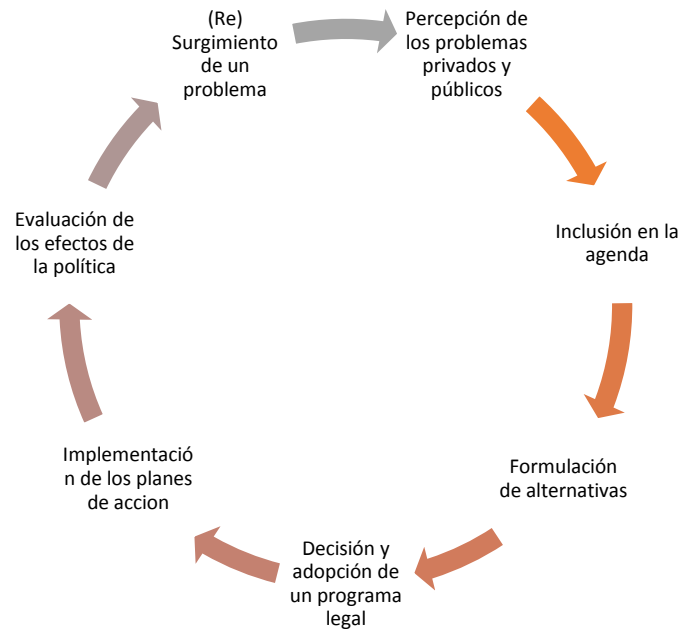 (Re)
Surgimiento
de un
problema
Percepción de
los problemas
privados y
públicos
Inclusión en la
agenda
Formulación
de alternativas
Decisión y
adopción de
un programa
legal
Implementació
n de los planes
de accion
Evaluación de
los efectos de
la política